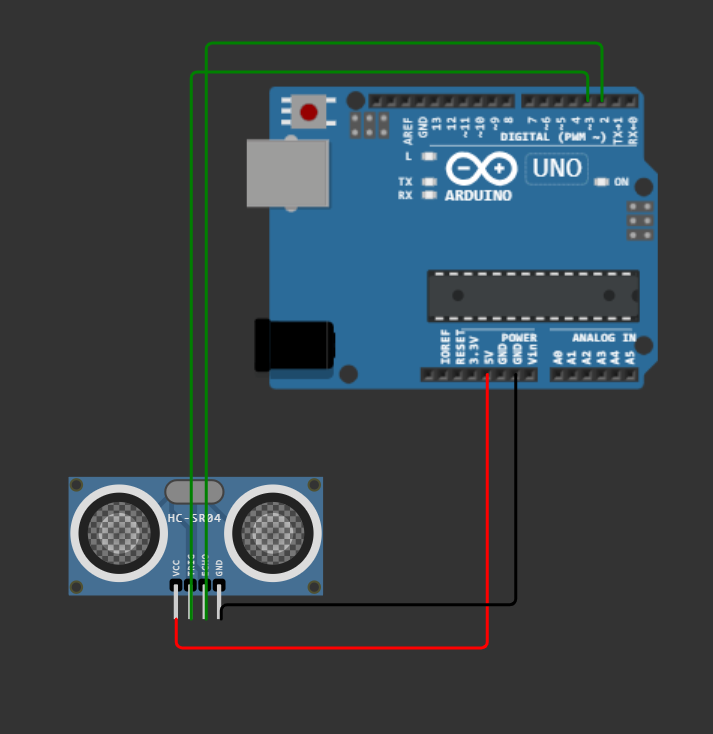 AREF
GND
13
12
~11
~10
~9
8
7
~6
~5
4
~3
2
TX→1
RX←0
DIGITAL (PWM ~)
L
TX
RX
ARDUINO
UNO
ON
IOREF
RESET
3.3V
5V
GND
GND
Vin
POWER
ANALOG IN
A0
A1
A2
A3
A4
A5
HC-SR04
VCC
TRIG
ECHO
GND